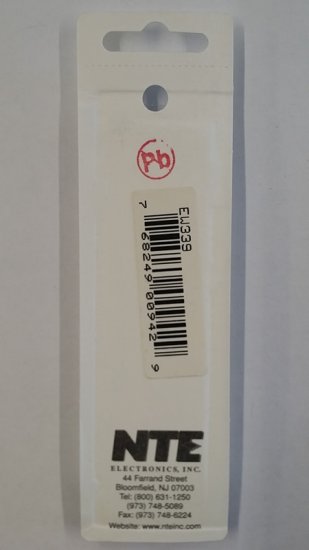 Pb
EW339
7 68249 00942 9
NTE
ELECTRONICS, INC.
44 Farrand Street
Bloomfield, NJ 07003
Tel: (800) 631-1250
(973) 748-5089
Fax: (973) 748-6224
Website: www.nteinc.com